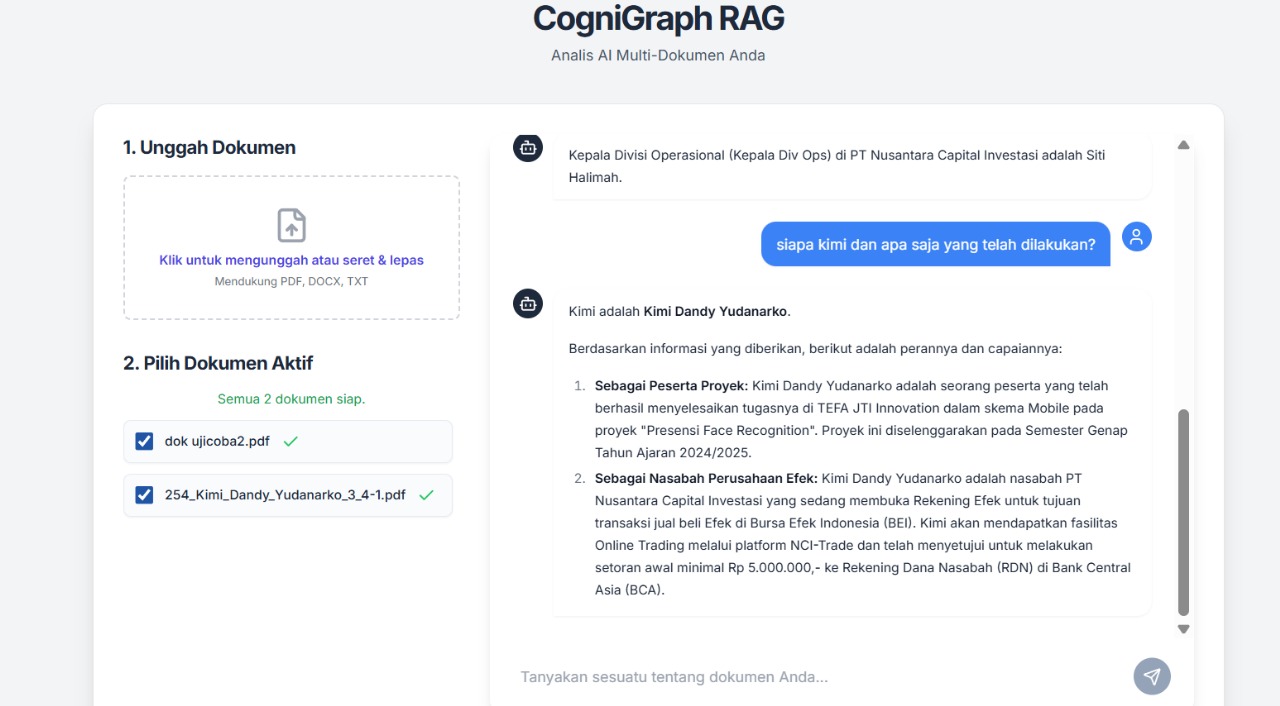 CogniGraph RAG
Analis AI Multi-Dokumen Anda
1. Unggah Dokumen
Klik untuk mengunggah atau seret & lepas
Mendukung PDF, DOCX, TXT
2. Pilih Dokumen Aktif
Semua 2 dokumen siap.
dok ujicoba2.pdf
254_Kimi_Dandy_Yudanarko_3_4-1.pdf
Kepala Divisi Operasional (Kepala Div Ops) di PT Nusantara Capital Investasi adalah Siti
Halimah.
siapa kimi dan apa saja yang telah dilakukan?
Kimi adalah Kimi Dandy Yudanarko.
Berdasarkan informasi yang diberikan, berikut adalah perannya dan capaiannya:
1. Sebagai Peserta Proyek: Kimi Dandy Yudanarko adalah seorang peserta yang telah
berhasil menyelesaikan tugasnya di TEFA JTI Innovation dalam skema Mobile pada
proyek "Presensi Face Recognition". Proyek ini diselenggarakan pada Semester Genap
Tahun Ajaran 2024/2025.
2. Sebagai Nasabah Perusahaan Efek: Kimi Dandy Yudanarko adalah nasabah PT
Nusantara Capital Investasi yang sedang membuka Rekening Efek untuk tujuan
transaksi jual beli Efek di Bursa Efek Indonesia (BEI). Kimi akan mendapatkan fasilitas
Online Trading melalui platform NCI-Trade dan telah menyetujui untuk melakukan
setoran awal minimal Rp 5.000.000,- ke Rekening Dana Nasabah (RDN) di Bank Central
Asia (BCA).
Tanyakan sesuatu tentang dokumen Anda...